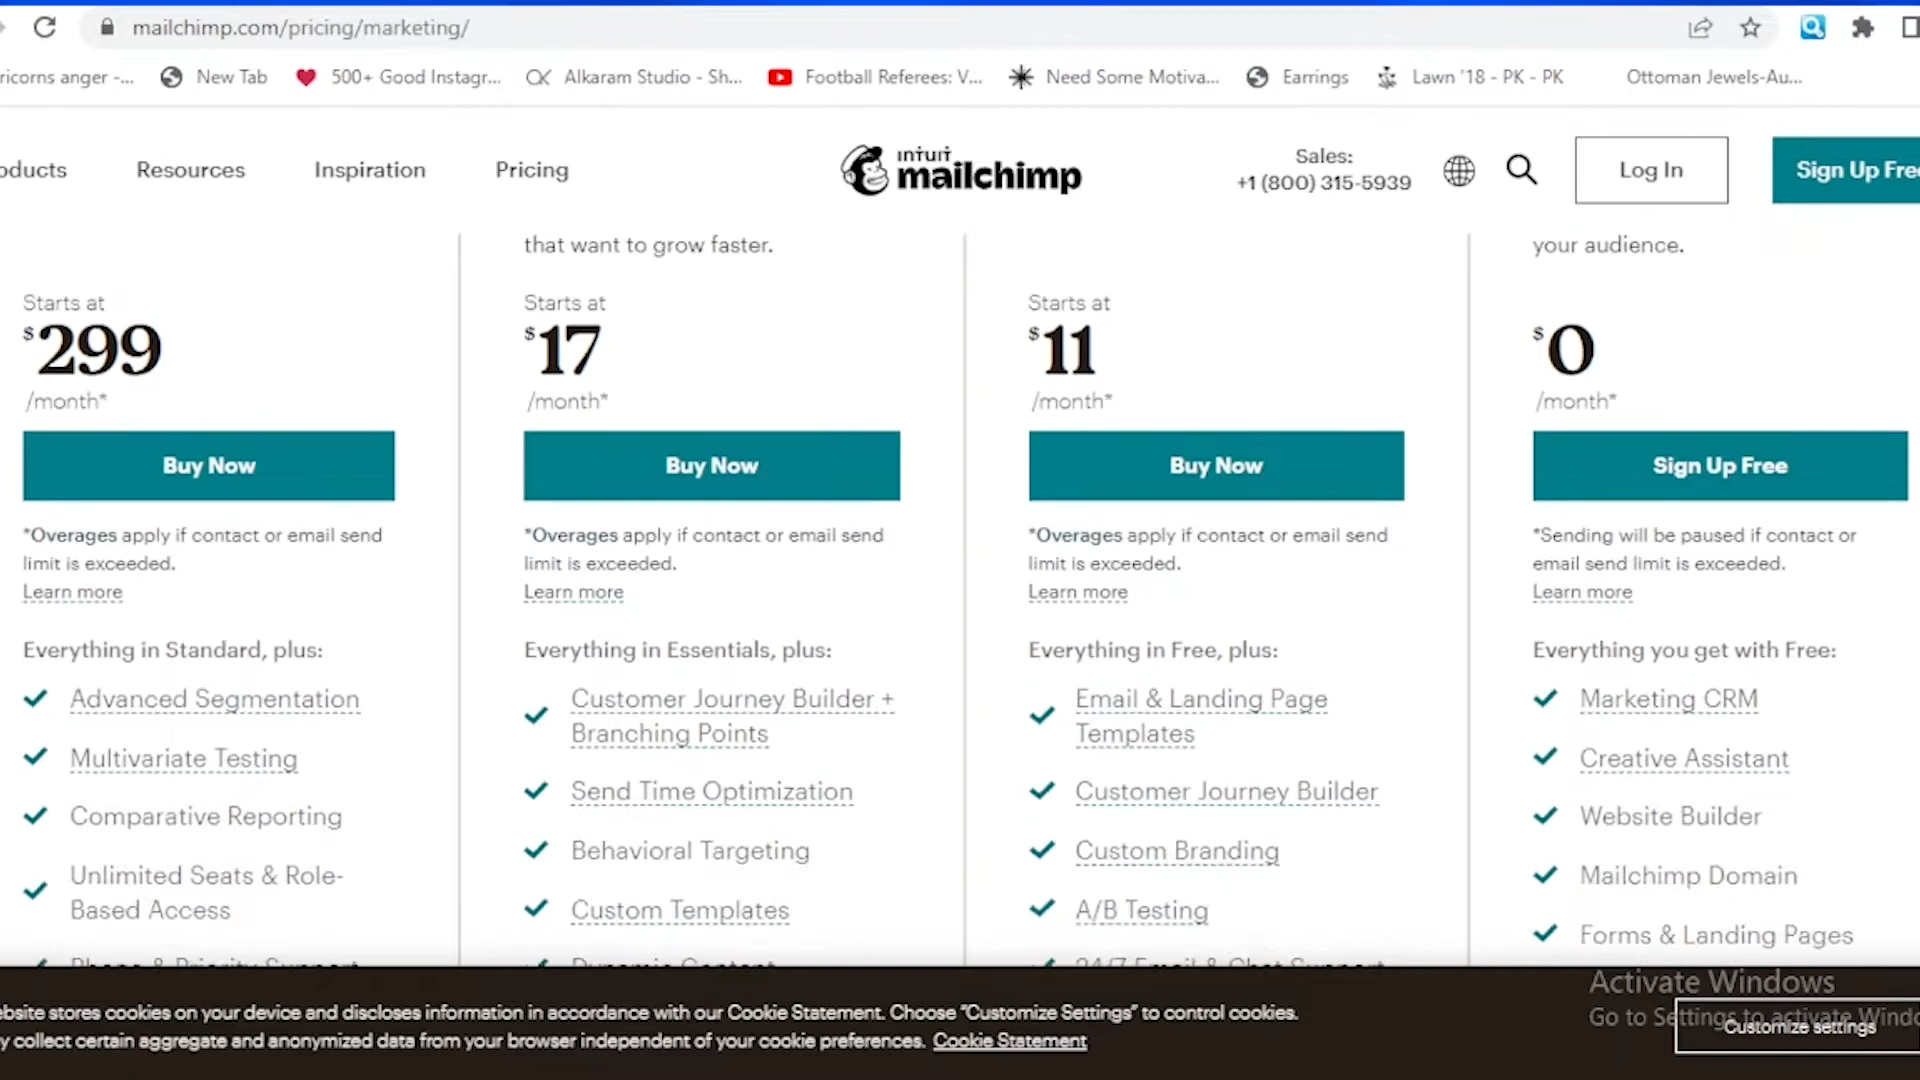 mailchimp.com/pricing/marketing/
ricorns anger -... New Tab 500+ Good Instagr... Alkaram Studio - Sh... Football Referees: V... Need Some Motiva... Earrings Lawn '18 - PK - PK Ottoman Jewels-Au...
oducts Resources Inspiration Pricing
INTUIT
mailchimp
Sales:
+1 (800) 315-5939
Log In
Sign Up Free
your audience.
that want to grow faster.
Starts at
$299
/month*
Buy Now
*Overages apply if contact or email send
limit is exceeded.
Learn more
Everything in Standard, plus:
Advanced Segmentation
Multivariate Testing
Comparative Reporting
Unlimited Seats & Role-
Based Access
Phone & Priority Support
Starts at
$17
/month*
Buy Now
*Overages apply if contact or email send
limit is exceeded.
Learn more
Everything in Essentials, plus:
Customer Journey Builder +
Branching Points
Send Time Optimization
Behavioral Targeting
Custom Templates
Dynamic Content
Starts at
$11
/month*
Buy Now
*Overages apply if contact or email send
limit is exceeded.
Learn more
Everything in Free, plus:
Email & Landing Page
Templates
Customer Journey Builder
Custom Branding
A/B Testing
24/7 Email & Chat Support
$0
/month*
Sign Up Free
*Sending will be paused if contact or
email send limit is exceeded.
Learn more
Everything you get with Free:
Marketing CRM
Creative Assistant
Website Builder
Mailchimp Domain
Forms & Landing Pages
ebsite stores cookies on your device and discloses information in accordance with our Cookie Statement. Choose "Customize Settings" to control cookies.
y collect certain aggregate and anonymized data from your browser independent of your cookie preferences. Cookie Statement
Activate Windows
Go to Settings to activate Windo
Customize settings